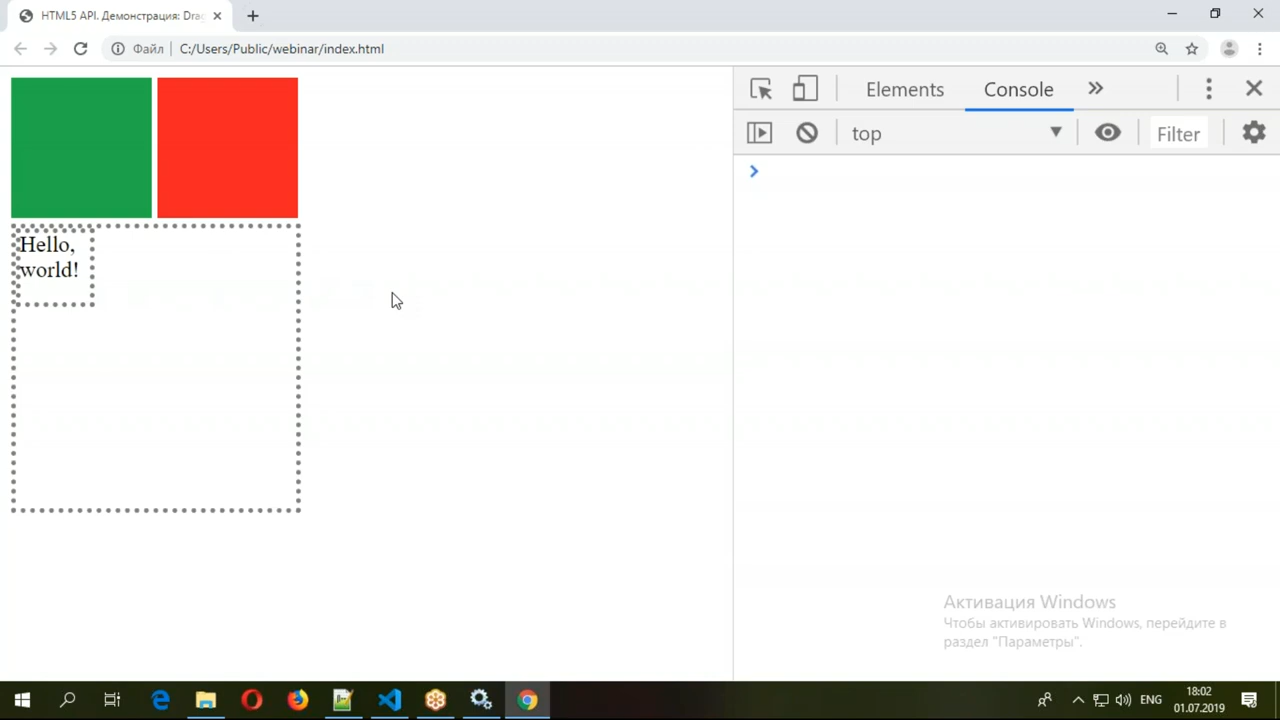 HTML5 API. Демонстрация: Dra
Файл
C:/Users/Public/webinar/index.html
Elements
Console
top
Filter
Hello,
world!
Активация Windows
Чтобы активировать Windows, перейдите в
раздел "Параметры".
ENG
18:02
01.07.2019